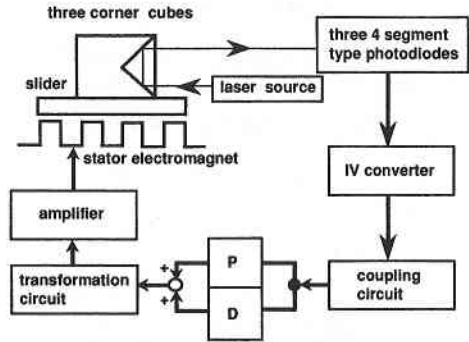 three corner cubes
three 4 segment
type photodiodes
slider
laser source
stator electromagnet
IV converter
amplifier
P
+
transformation
circuit
+
D
coupling
circuit